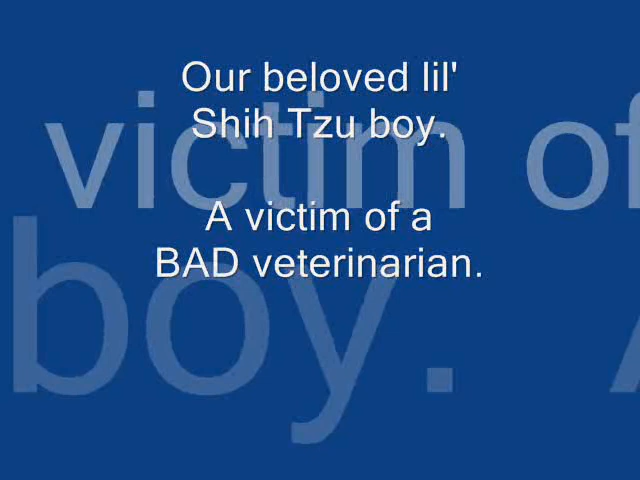 Our beloved lil'
Shih Tzu boy.
A victim of a
BAD veterinarian.
victim of
boy. A